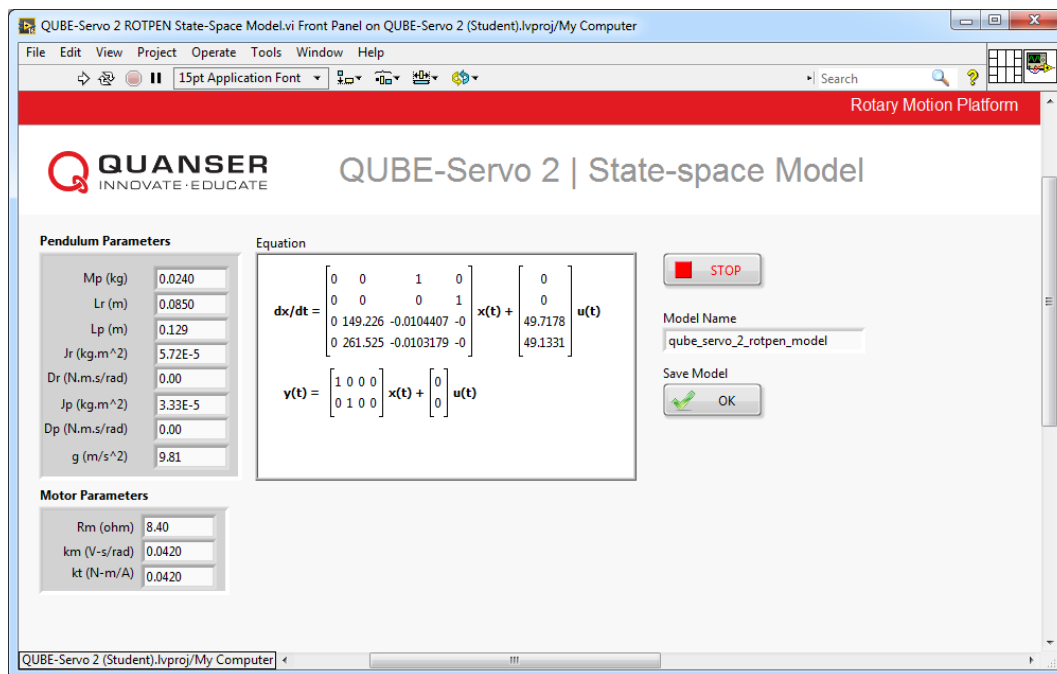 QUBE-Servo 2 ROTPEN State-Space Model.vi Front Panel on QUBE-Servo 2 (Student).lvproj/My Computer
File Edit View Project Operate Tools Window Help
15pt Application Font
Search
Rotary Motion Platform
QUANSER
INNOVATE·EDUCATE
QUBE-Servo 2 | State-space Model
Pendulum Parameters
Mp (kg) 0.0240
Lr (m) 0.0850
Lp (m) 0.129
Jr (kg.m^2) 5.72E-5
Dr (N.m.s/rad) 0.00
Jp (kg.m^2) 3.33E-5
Dp (N.m.s/rad) 0.00
g (m/s^2) 9.81
Motor Parameters
Rm (ohm) 8.40
km (V-s/rad) 0.0420
kt (N-m/A) 0.0420
Equation
0 0 1 0 0
0 0 0 1 0
dx/dt = x(t) + u(t)
0 149.226 -0.0104407 -0 49.7178
0 261.525 -0.0103179 -0 49.1331
1 0 0 0 0
y(t) = x(t) + u(t)
0 1 0 0 0
STOP
Model Name
qube_servo_2_rotpen_model
Save Model
OK
QUBE-Servo 2 (Student).lvproj/My Computer